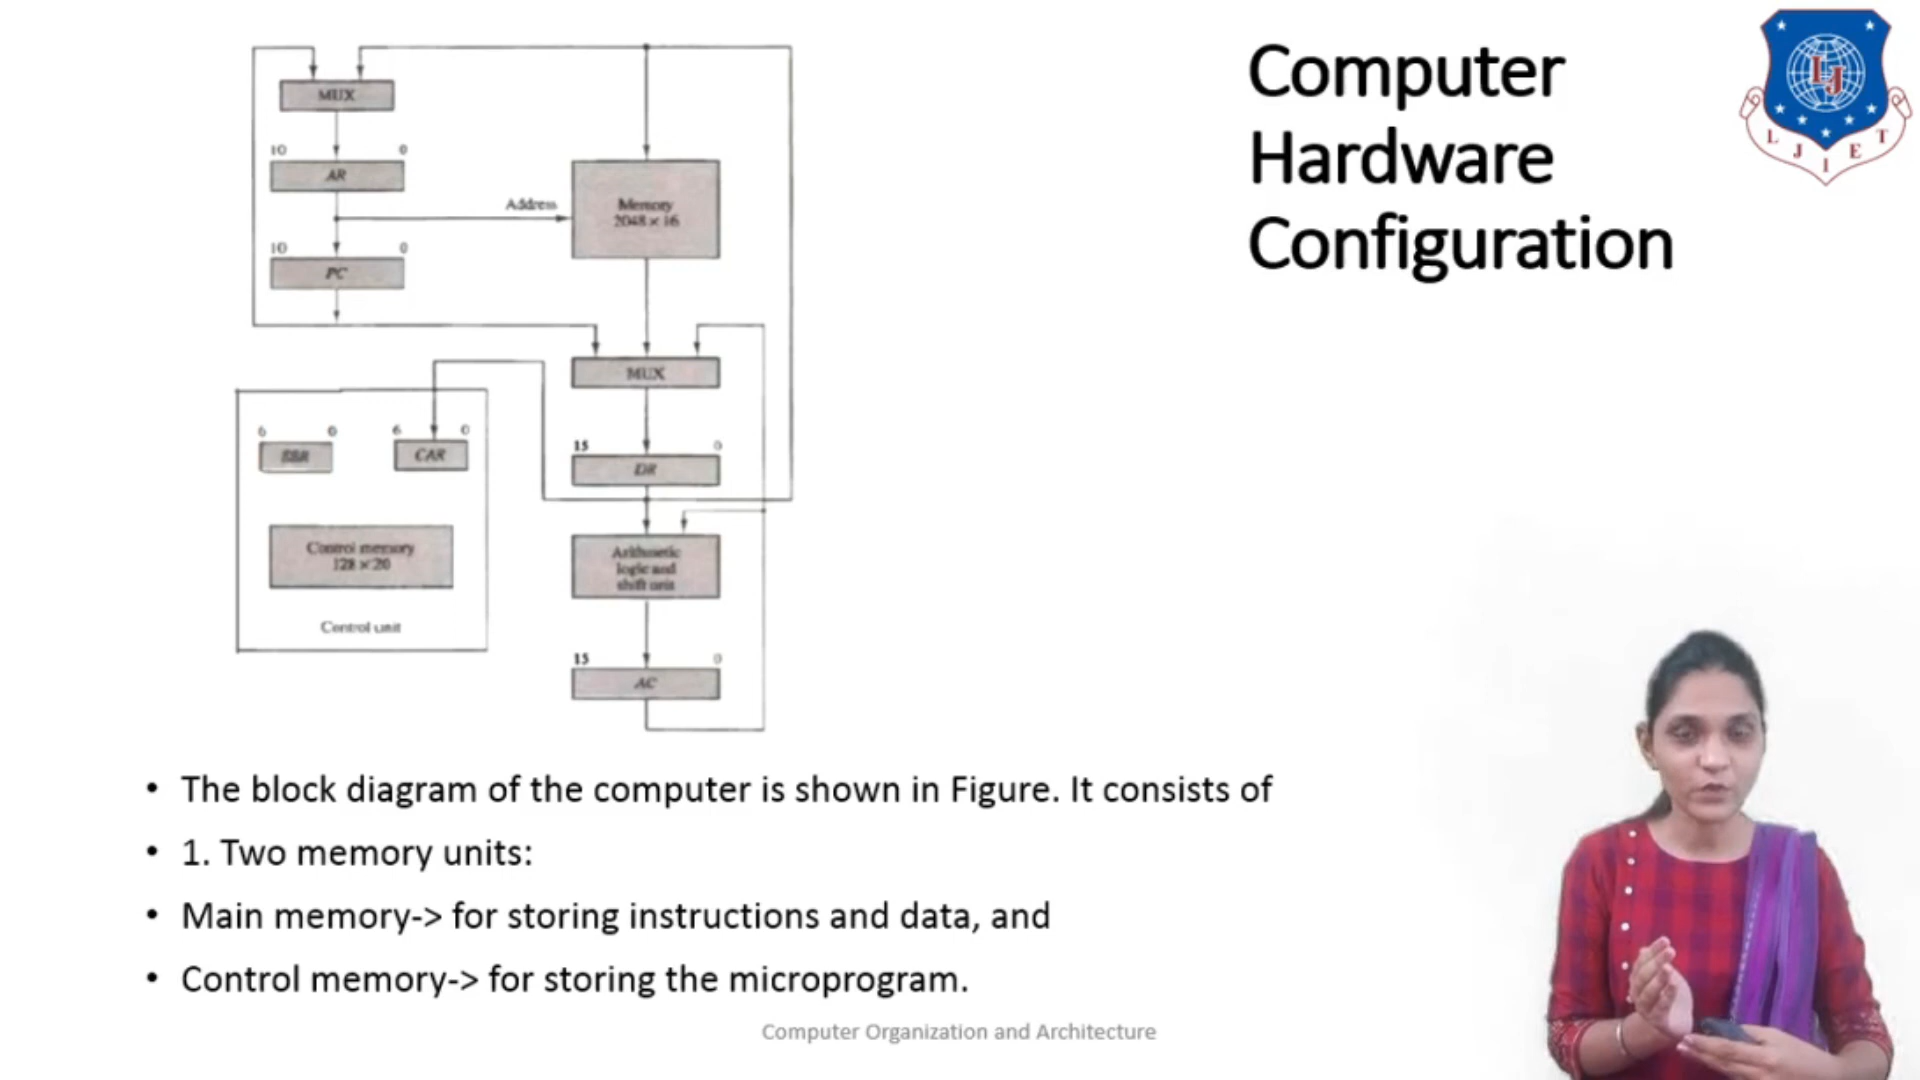 Computer
Hardware
Configuration
L J I E T
LJ
MUX
10 0
AR
Address
Memory
2048 × 16
10 0
PC
MUX
6 0
SBR
6 0
CAR
15 0
DR
Control memory
128 × 20
Arithmetic
logic and
shift unit
Control unit
15 0
AC
• The block diagram of the computer is shown in Figure. It consists of
• 1. Two memory units:
• Main memory-> for storing instructions and data, and
• Control memory-> for storing the microprogram.
Computer Organization and Architecture